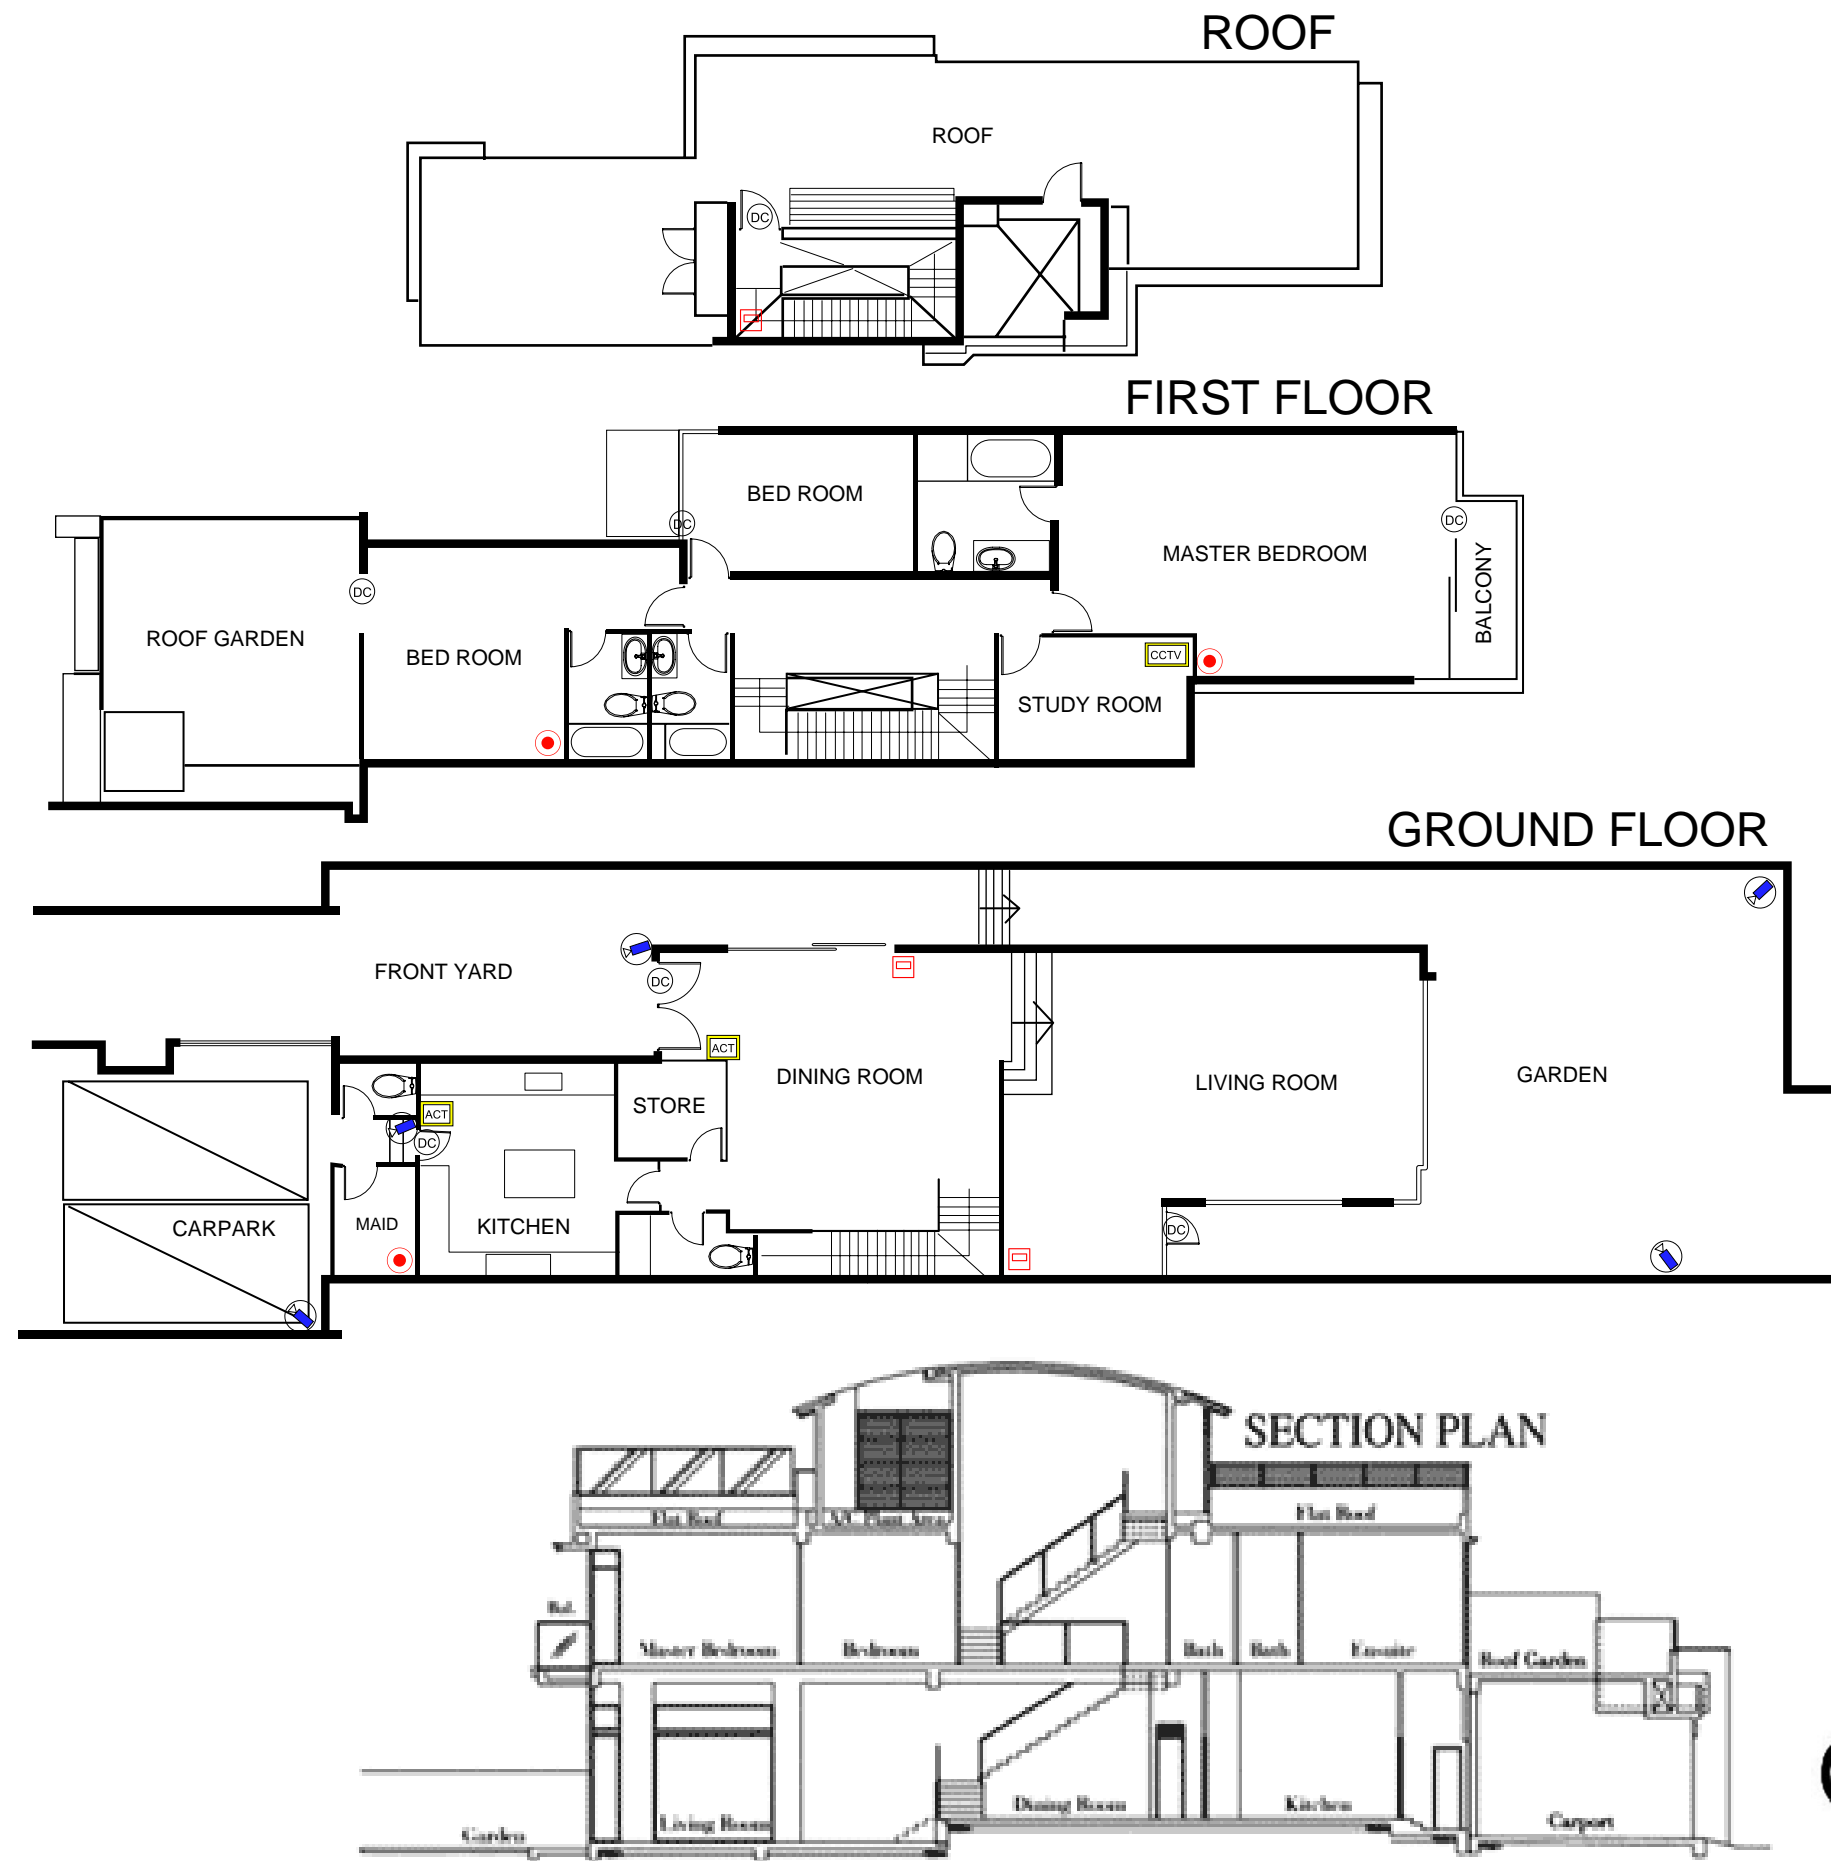 ROOF
ROOF
DC
FIRST FLOOR
BED ROOM
DC
DC
MASTER BEDROOM
BALCONY
DC
ROOF GARDEN
BED ROOM
CCTV
STUDY ROOM
GROUND FLOOR
FRONT YARD
DC
ACT
DINING ROOM
LIVING ROOM
GARDEN
STORE
ACT
DC
CARPARK
MAID
KITCHEN
DC
SECTION PLAN
Flat Roof
A/C Plant Area
Flat Roof
Bal.
Master Bedroom
Bedroom
Bath
Bath
Ensuite
Roof Garden
Garden
Living Room
Dining Room
Kitchen
Carport